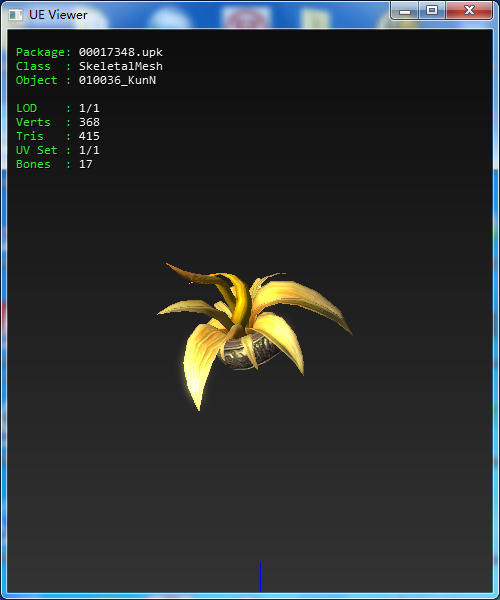 UE Viewer
Package: 00017348.upk
Class : SkeletalMesh
Object : 010036_KunN
LOD : 1/1
Verts : 368
Tris : 415
UV Set : 1/1
Bones : 17